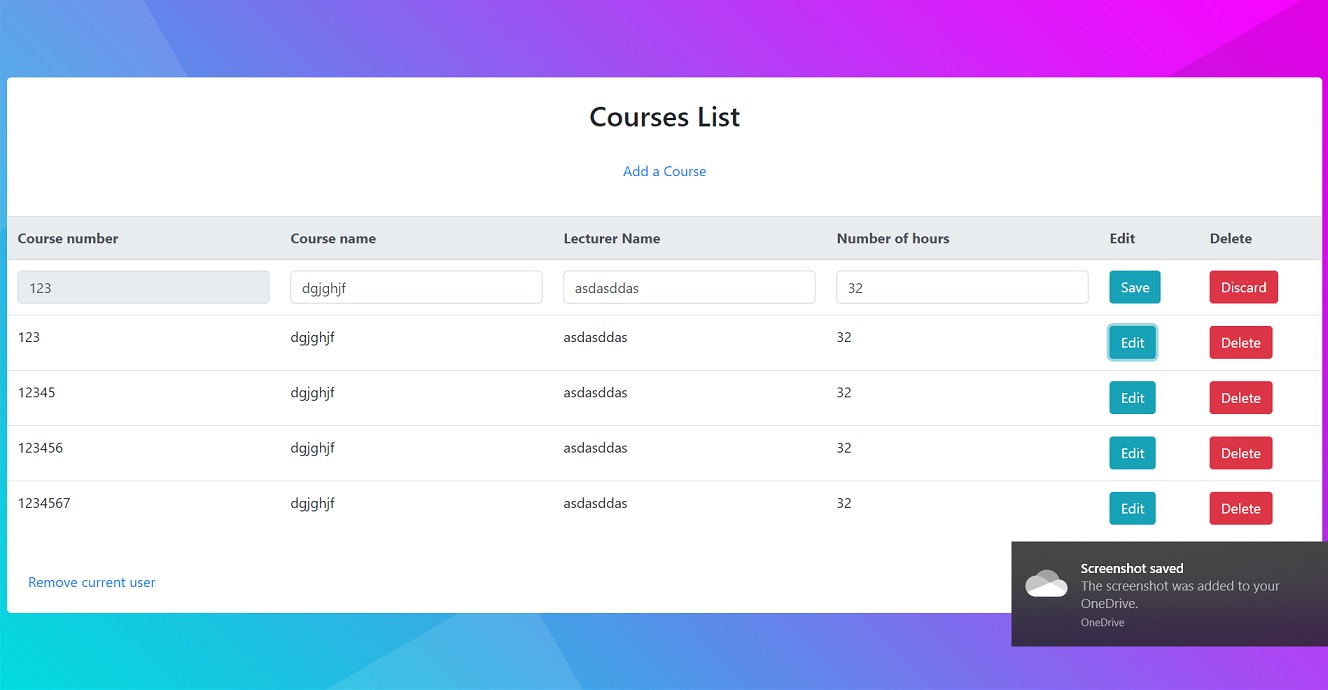 Courses List
Add a Course
Course number Course name Lecturer Name Number of hours Edit Delete
123 dgjghjf asdasddas 32 Save Discard
123 dgjghjf asdasddas 32 Edit Delete
12345 dgjghjf asdasddas 32 Edit Delete
123456 dgjghjf asdasddas 32 Edit Delete
1234567 dgjghjf asdasddas 32 Edit Delete
Remove current user
Screenshot saved
The screenshot was added to your
OneDrive.
OneDrive